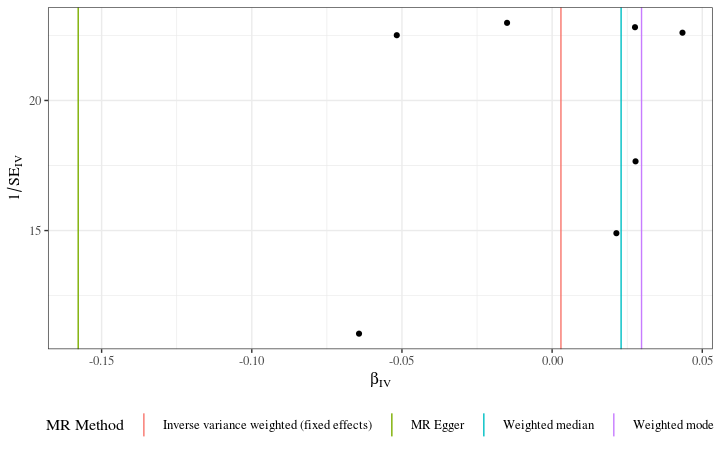 20
15
1/SE_IV
-0.15 -0.10 -0.05 0.00 0.05
β_IV
MR Method Inverse variance weighted (fixed effects) MR Egger Weighted median Weighted mode